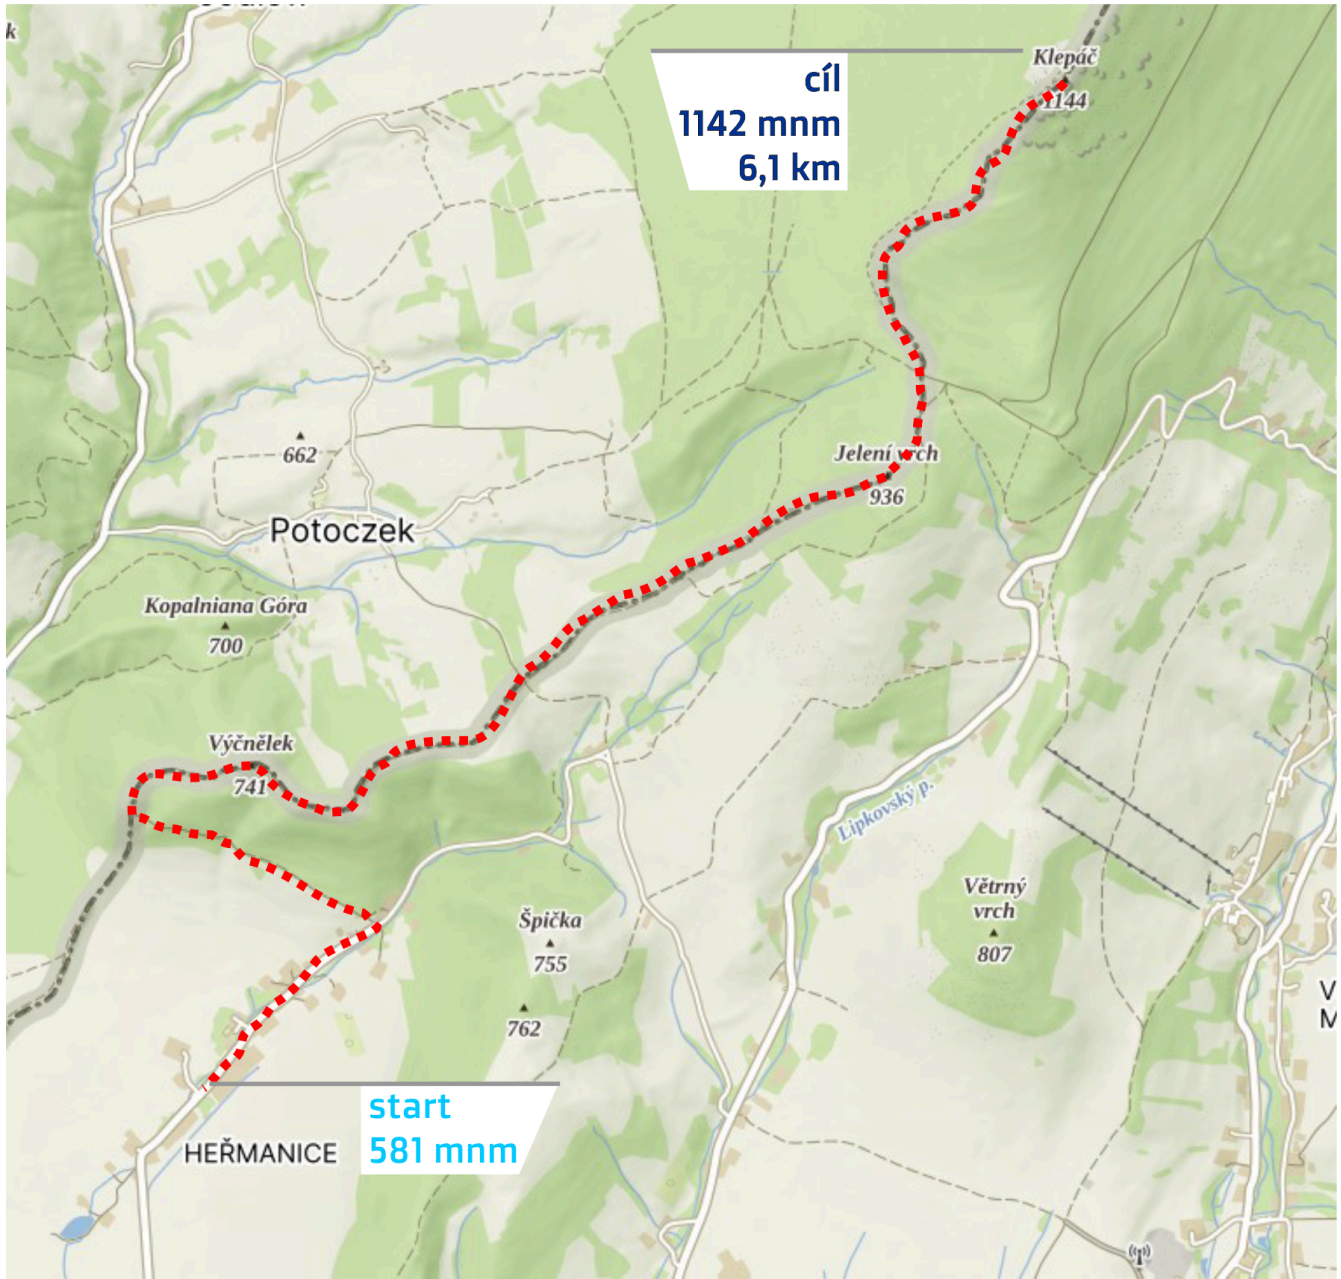 k
Klepáč
1144
cíl
1142 mnm
6,1 km
662
Jelení vrch
936
Potoczek
Kopalniana Góra
700
Výčnělek
741
Lipkovský p.
Větrný
vrch
807
Špička
755
762
V
M
start
581 mnm
HEŘMANICE